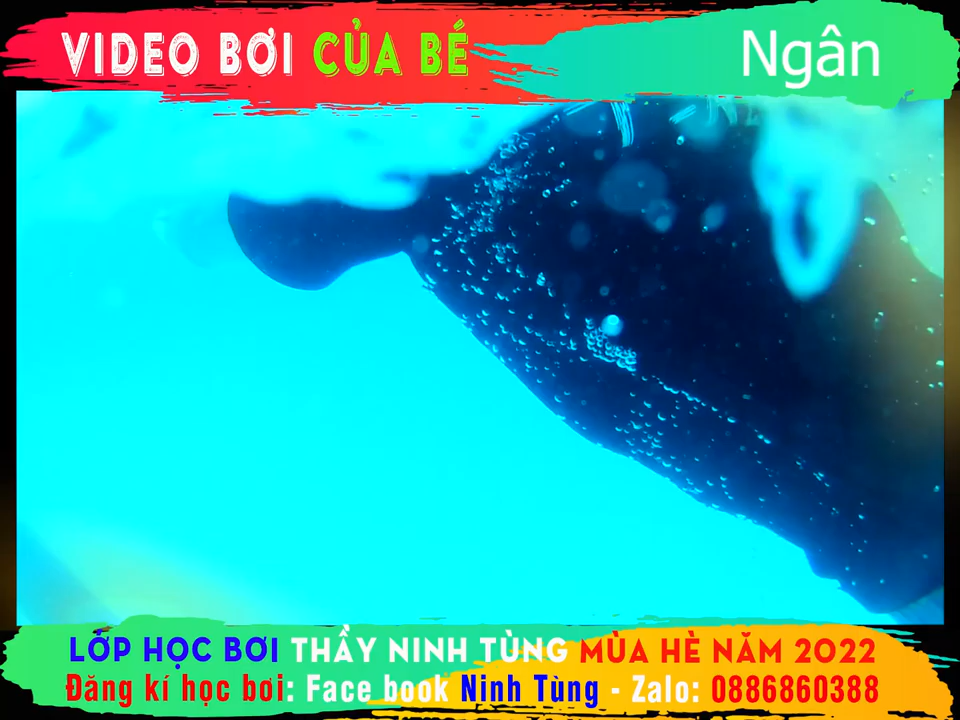 VIDEO BƠI CỦA BÉ
Ngân
LỚP HỌC BƠI THẦY NINH TÙNG MÙA HÈ NĂM 2022
Đăng kí học bơi: Face book Ninh Tùng - Zalo: 0886860388